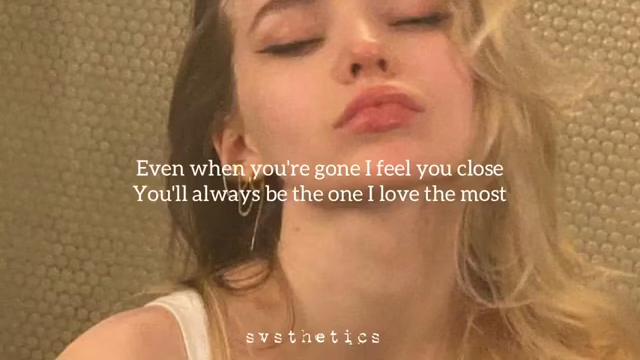 Even when you're gone I feel you close
You'll always be the one I love the most
svsthetics